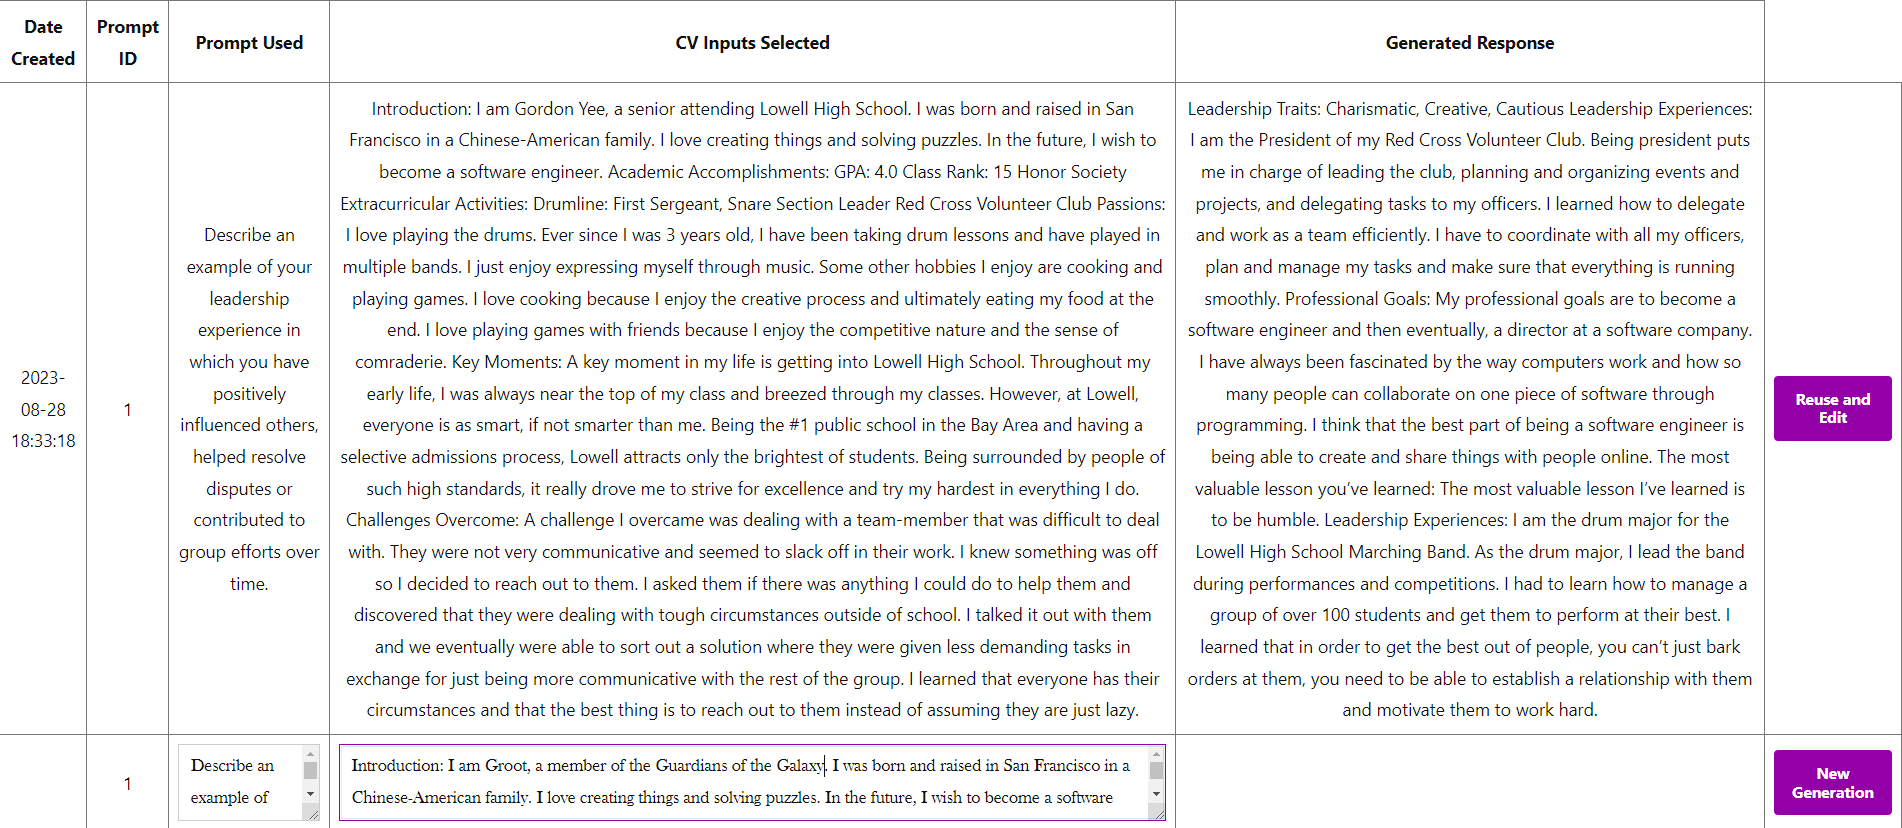 Date Created
Prompt ID
Prompt Used
CV Inputs Selected
Generated Response
2023-
08-28
18:33:18
1
Describe an
example of your
leadership
experience in
which you have
positively
influenced others,
helped resolve
disputes or
contributed to
group efforts over
time.
Introduction: I am Gordon Yee, a senior attending Lowell High School. I was born and raised in San
Francisco in a Chinese-American family. I love creating things and solving puzzles. In the future, I wish to
become a software engineer. Academic Accomplishments: GPA: 4.0 Class Rank: 15 Honor Society
Extracurricular Activities: Drumline: First Sergeant, Snare Section Leader Red Cross Volunteer Club Passions:
I love playing the drums. Ever since I was 3 years old, I have been taking drum lessons and have played in
multiple bands. I just enjoy expressing myself through music. Some other hobbies I enjoy are cooking and
playing games. I love cooking because I enjoy the creative process and ultimately eating my food at the
end. I love playing games with friends because I enjoy the competitive nature and the sense of
comraderie. Key Moments: A key moment in my life is getting into Lowell High School. Throughout my
early life, I was always near the top of my class and breezed through my classes. However, at Lowell,
everyone is as smart, if not smarter than me. Being the #1 public school in the Bay Area and having a
selective admissions process, Lowell attracts only the brightest of students. Being surrounded by people of
such high standards, it really drove me to strive for excellence and try my hardest in everything I do.
Challenges Overcome: A challenge I overcame was dealing with a team-member that was difficult to deal
with. They were not very communicative and seemed to slack off in their work. I knew something was off
so I decided to reach out to them. I asked them if there was anything I could do to help them and
discovered that they were dealing with tough circumstances outside of school. I talked it out with them
and we eventually were able to sort out a solution where they were given less demanding tasks in
exchange for just being more communicative with the rest of the group. I learned that everyone has their
circumstances and that the best thing is to reach out to them instead of assuming they are just lazy.
Leadership Traits: Charismatic, Creative, Cautious Leadership Experiences:
I am the President of my Red Cross Volunteer Club. Being president puts
me in charge of leading the club, planning and organizing events and
projects, and delegating tasks to my officers. I learned how to delegate
and work as a team efficiently. I have to coordinate with all my officers,
plan and manage my tasks and make sure that everything is running
smoothly. Professional Goals: My professional goals are to become a
software engineer and then eventually, a director at a software company.
I have always been fascinated by the way computers work and how so
many people can collaborate on one piece of software through
programming. I think that the best part of being a software engineer is
being able to create and share things with people online. The most
valuable lesson you've learned: The most valuable lesson I've learned is
to be humble. Leadership Experiences: I am the drum major for the
Lowell High School Marching Band. As the drum major, I lead the band
during performances and competitions. I had to learn how to manage a
group of over 100 students and get them to perform at their best. I
learned that in order to get the best out of people, you can't just bark
orders at them, you need to be able to establish a relationship with them
and motivate them to work hard.
Reuse and
Edit
1
Describe an
example of
Introduction: I am Groot, a member of the Guardians of the Galaxy. I was born and raised in San Francisco in a
Chinese-American family. I love creating things and solving puzzles. In the future, I wish to become a software
New
Generation